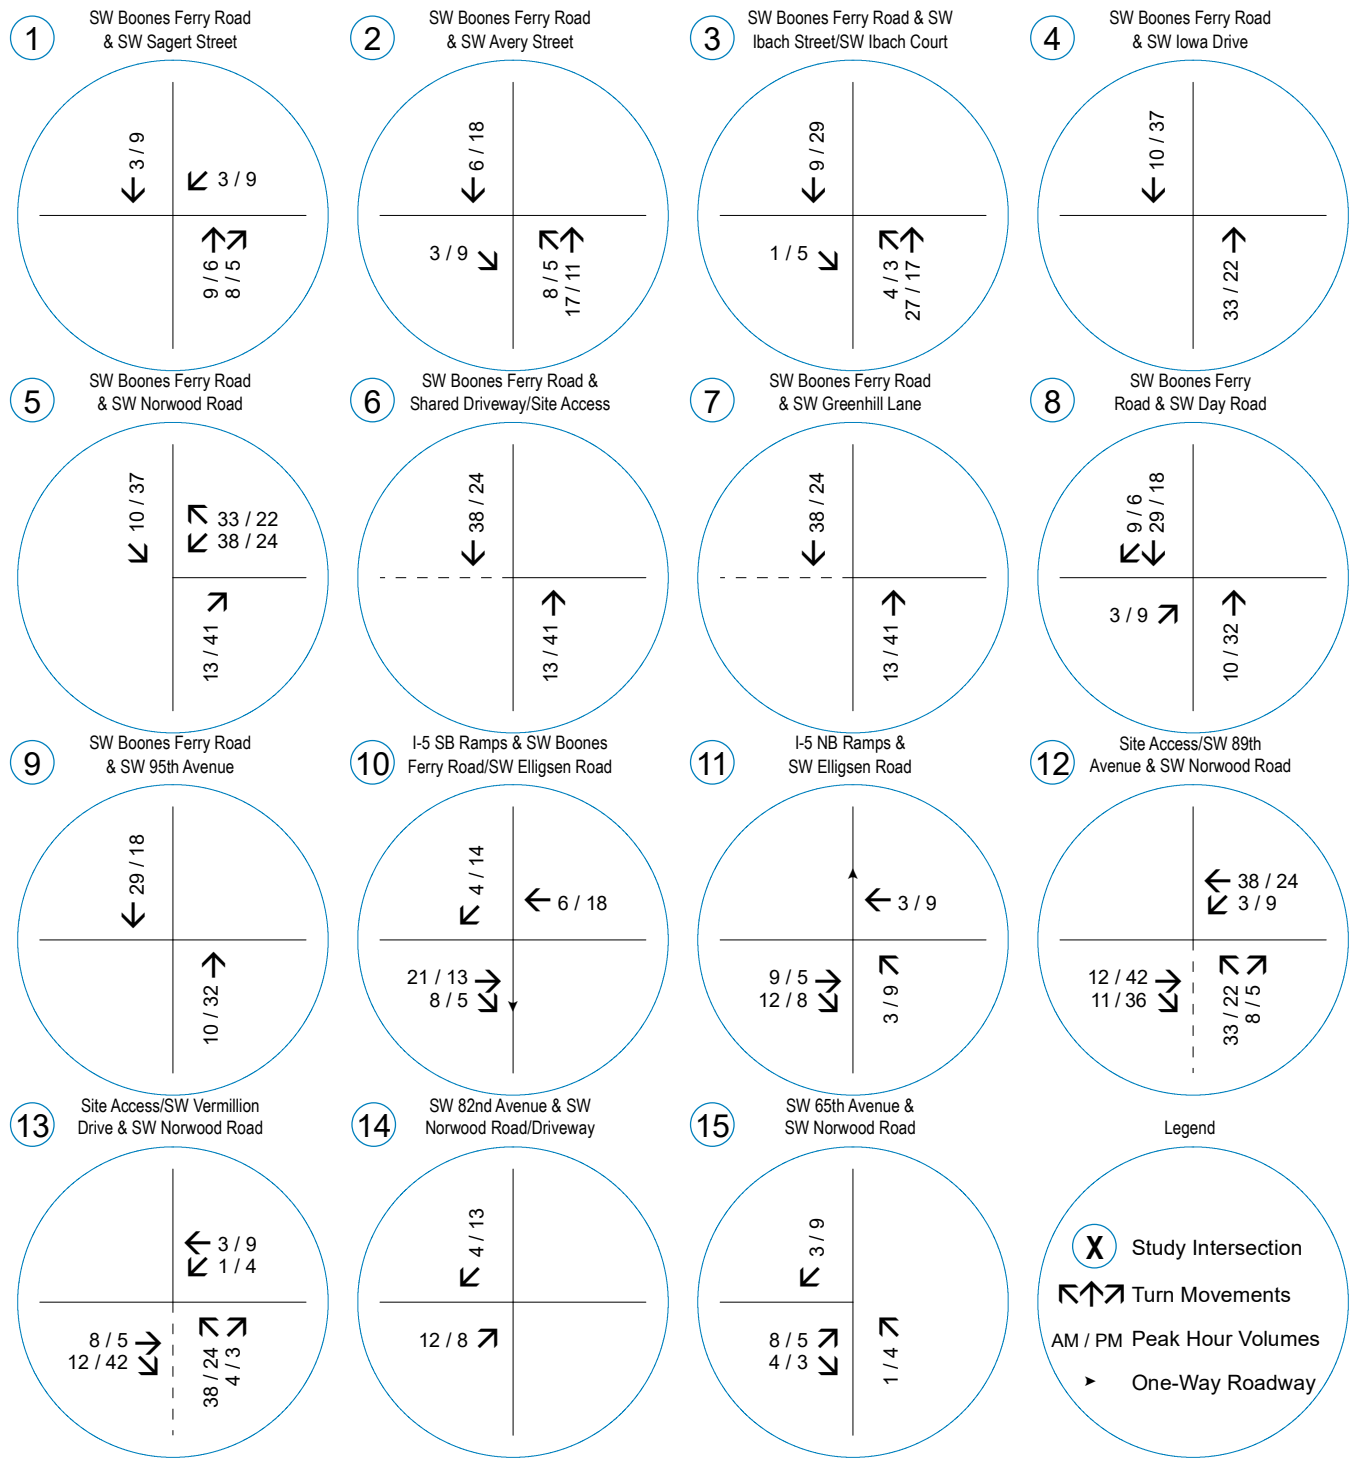 1
SW Boones Ferry Road
& SW Sagert Street
3 / 9
3 / 9
9 / 6
8 / 5
2
SW Boones Ferry Road
& SW Avery Street
6 / 18
3 / 9
8 / 5
17 / 11
3
SW Boones Ferry Road & SW
Ibach Street/SW Ibach Court
9 / 29
1 / 5
4 / 3
27 / 17
4
SW Boones Ferry Road
& SW Iowa Drive
10 / 37
33 / 22
5
SW Boones Ferry Road
& SW Norwood Road
10 / 37
33 / 22
38 / 24
13 / 41
6
SW Boones Ferry Road &
Shared Driveway/Site Access
38 / 24
13 / 41
7
SW Boones Ferry Road
& SW Greenhill Lane
38 / 24
13 / 41
8
SW Boones Ferry
Road & SW Day Road
9 / 6
29 / 18
3 / 9
10 / 32
9
SW Boones Ferry Road
& SW 95th Avenue
29 / 18
10 / 32
10
I-5 SB Ramps & SW Boones
Ferry Road/SW Elligsen Road
4 / 14
6 / 18
21 / 13
8 / 5
11
I-5 NB Ramps &
SW Elligsen Road
3 / 9
9 / 5
12 / 8
3 / 9
12
Site Access/SW 89th
Avenue & SW Norwood Road
38 / 24
3 / 9
12 / 42
11 / 36
33 / 22
8 / 5
13
Site Access/SW Vermillion
Drive & SW Norwood Road
3 / 9
1 / 4
8 / 5
12 / 42
38 / 24
4 / 3
14
SW 82nd Avenue & SW
Norwood Road/Driveway
4 / 13
12 / 8
15
SW 65th Avenue &
SW Norwood Road
3 / 9
8 / 5
4 / 3
1 / 4
Legend
X Study Intersection
Turn Movements
AM / PM Peak Hour Volumes
One-Way Roadway